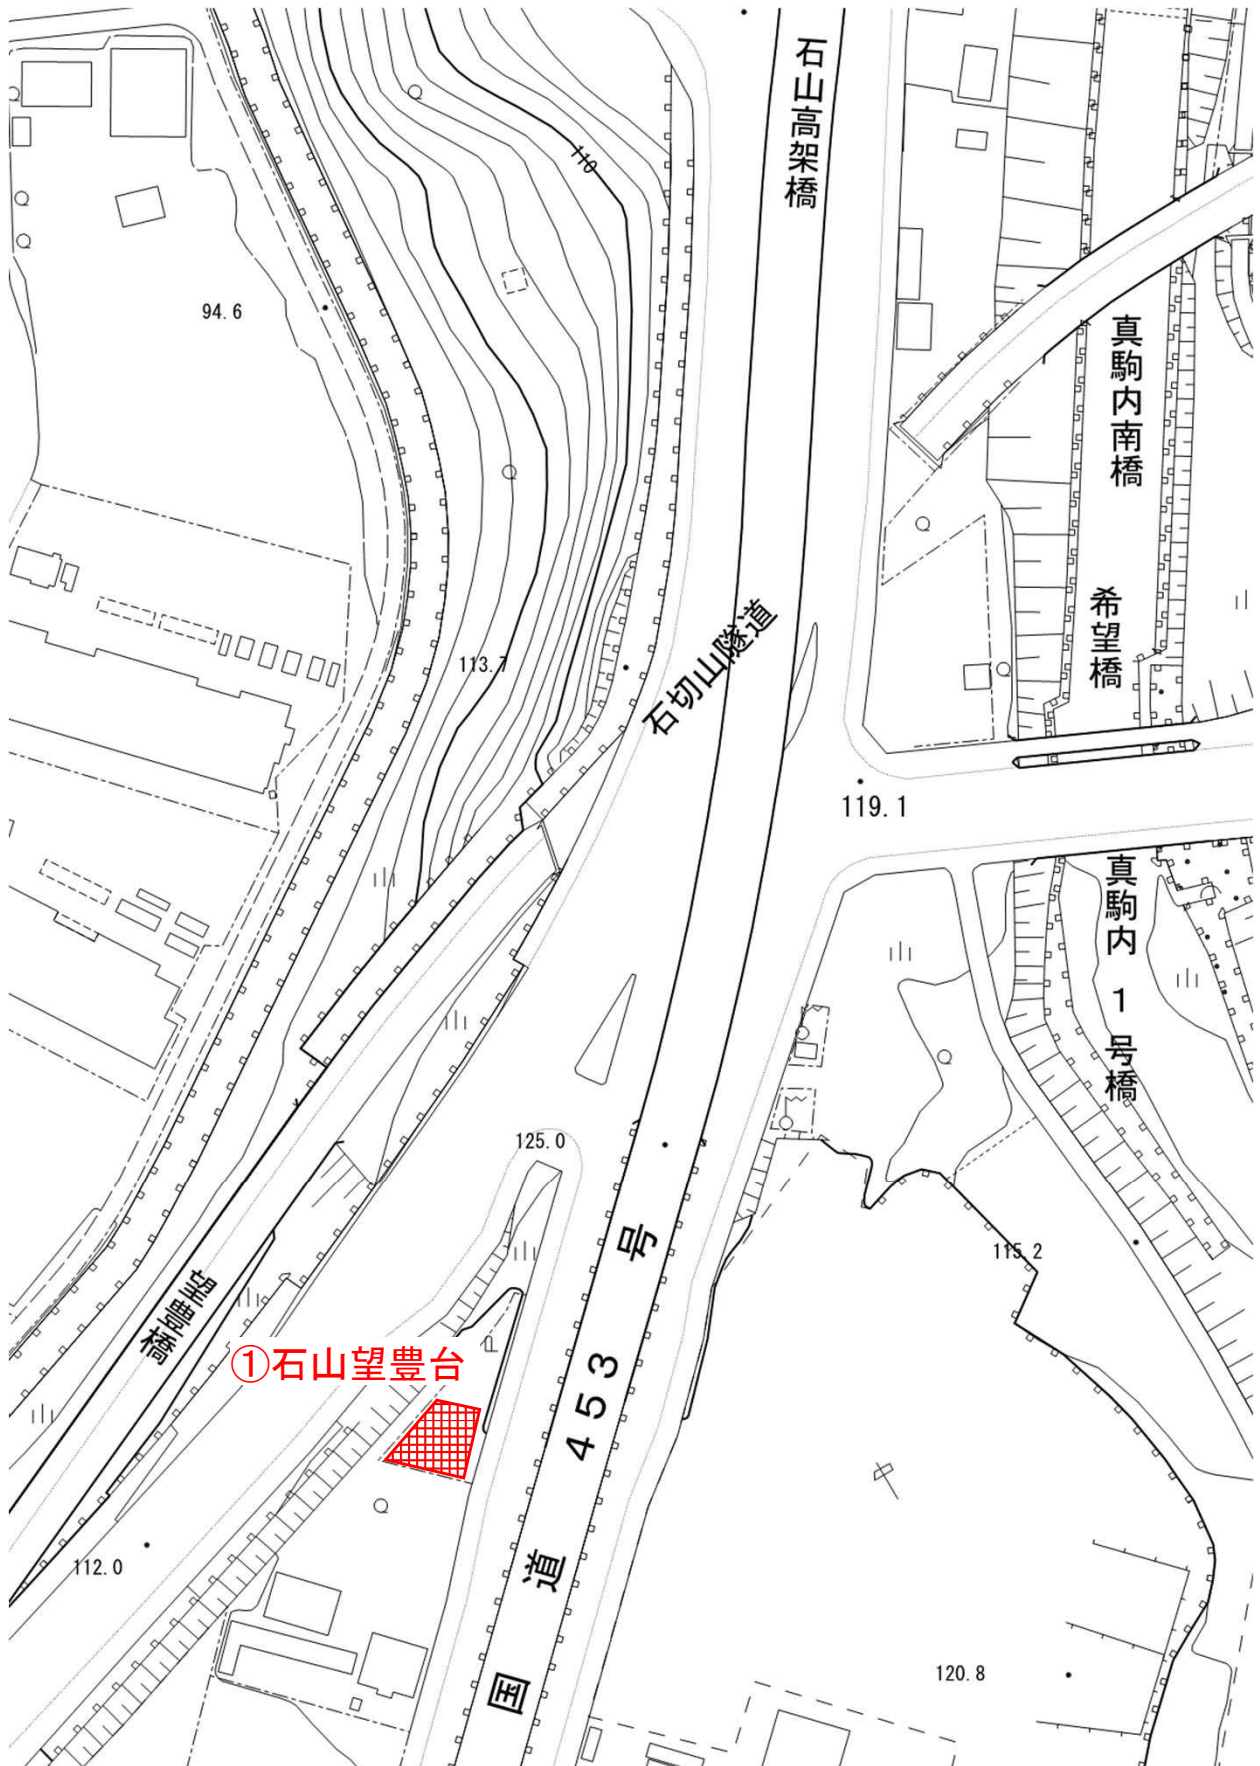 石山高架橋
110
94.6
真駒内南橋
希望橋
石切山隧道
113.7
119.1
真駒内1号橋
125.0
115.2
望豊橋
①石山望豊台
国道453号
112.0
120.8